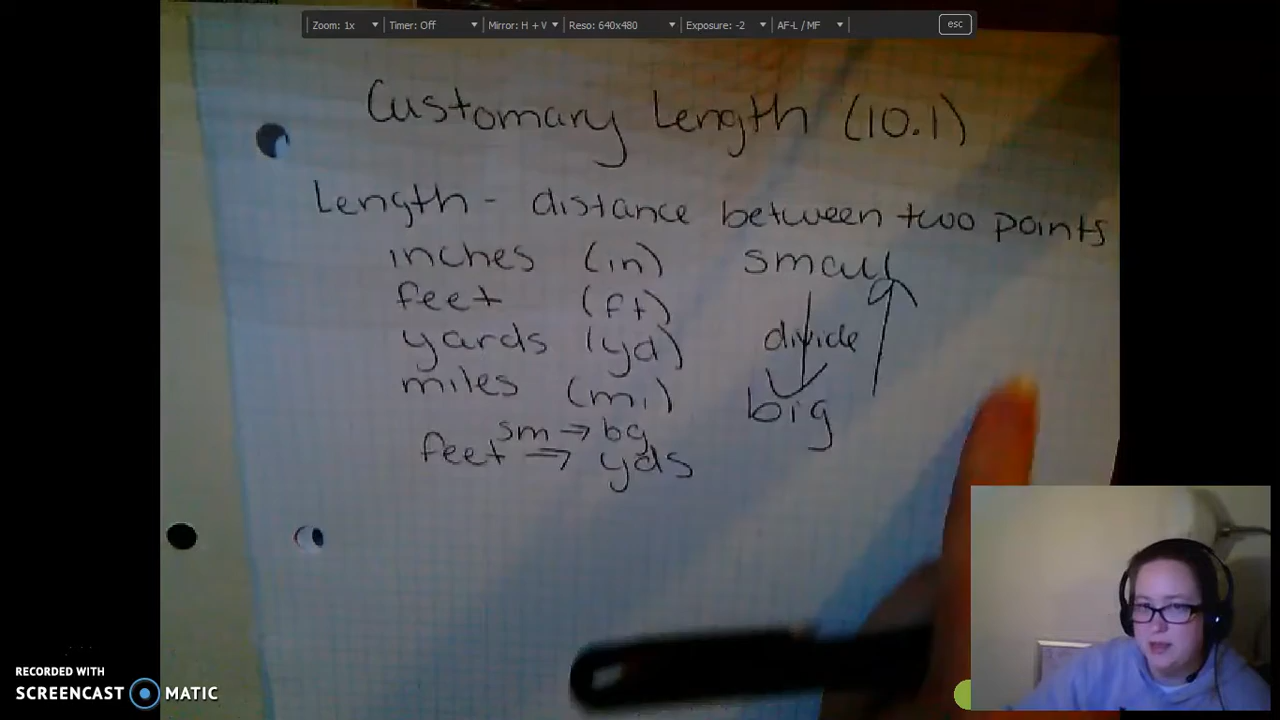 Zoom: 1x Timer: Off Mirror: H + V Reso: 640x480 Exposure: -2 AF-L / MF esc
Customary Length (10.1)
Length - distance between two points
inches (in) small
feet (ft)
yards (yd) divide
miles (mi) big
sm → bg
feet → yds
RECORDED WITH
SCREENCAST MATIC